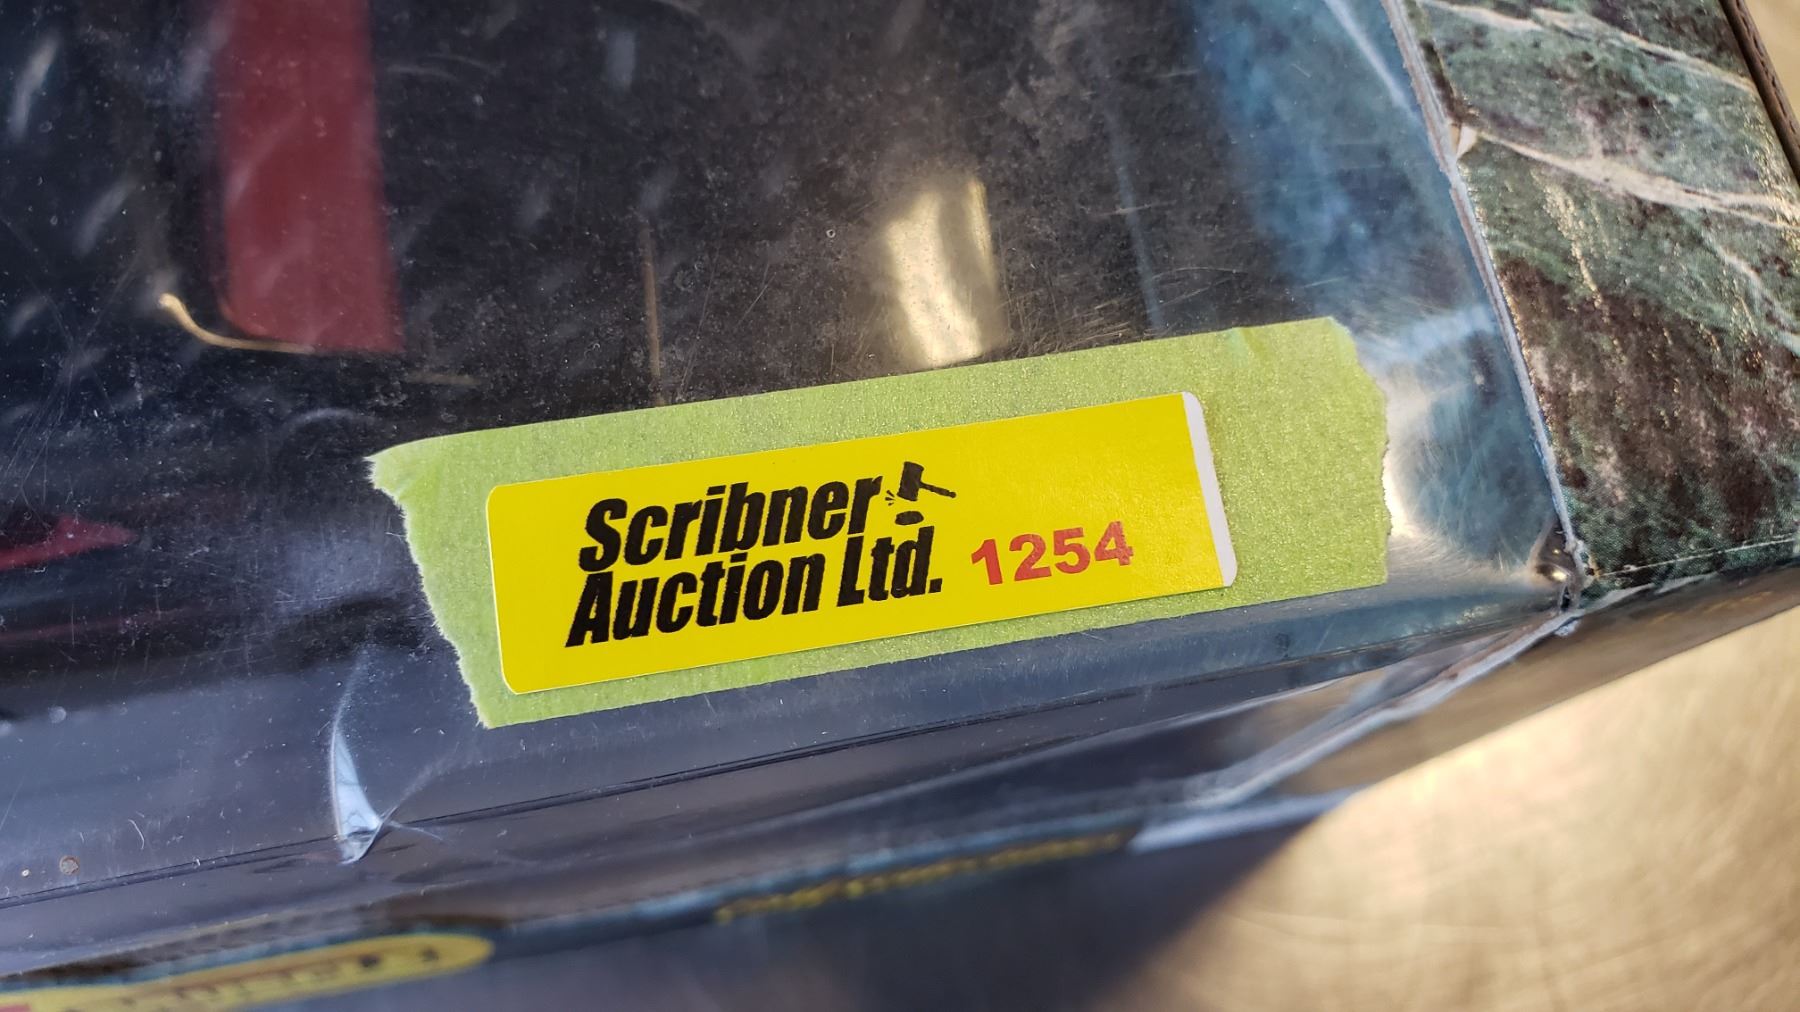 Scribner
Auction Ltd. 1254